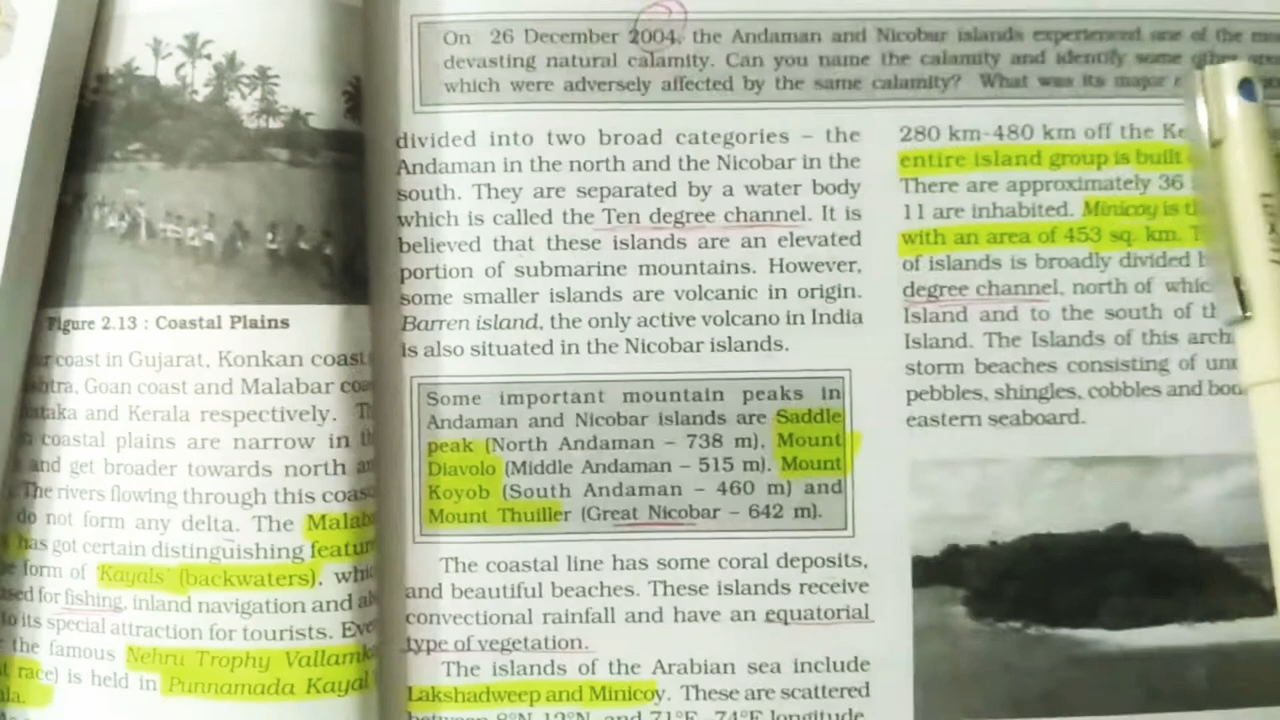 Figure 2.13 : Coastal Plains
coast in Gujarat, Konkan coast
Goan coast and Malabar
and Kerala respectively.
coastal plains are narrow in
and get broader towards north
The rivers flowing through this
do not form any delta. The
has got certain distinguishing
form of 'Kayals' (backwaters),
for fishing, inland navigation and
to its special attraction for tourists.
the famous Nehru Trophy
race) is held in Punnamada Kayal
On 26 December 2004, the Andaman and Nicobar islands experienced one of the
devasting natural calamity. Can you name the calamity and identify some other
which were adversely affected by the same calamity? What was its major
divided into two broad categories – the
Andaman in the north and the Nicobar in the
south. They are separated by a water body
which is called the Ten degree channel. It is
believed that these islands are an elevated
portion of submarine mountains. However,
some smaller islands are volcanic in origin.
Barren island, the only active volcano in India
is also situated in the Nicobar islands.
Some important mountain peaks in
Andaman and Nicobar islands are Saddle
peak (North Andaman – 738 m), Mount
Diavolo (Middle Andaman – 515 m), Mount
Koyob (South Andaman – 460 m) and
Mount Thuiller (Great Nicobar – 642 m).
The coastal line has some coral deposits,
and beautiful beaches. These islands receive
convectional rainfall and have an equatorial
type of vegetation.
The islands of the Arabian sea include
Lakshadweep and Minicoy. These are scattered
between 8°N-12°N and 71°E -74°E longitude.
280 km-480 km off the
entire island group is built
There are approximately 36
11 are inhabited. Minicoy is
with an area of 453 sq. km.
of islands is broadly divided
degree channel, north of
Island and to the south of
Island. The Islands of this
storm beaches consisting of
pebbles, shingles, cobbles and
eastern seaboard.